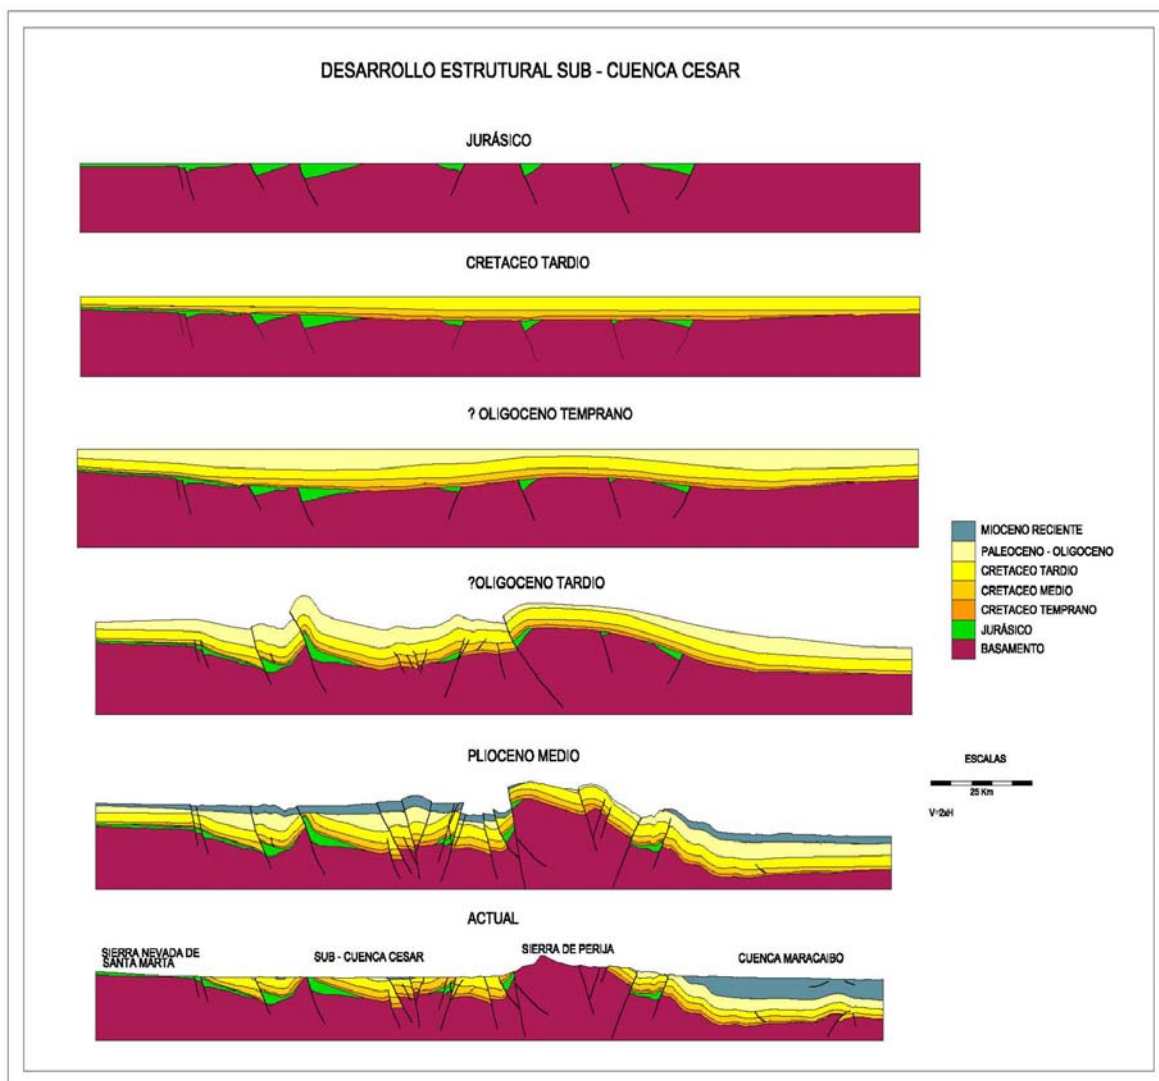 DESARROLLO ESTRUTURAL SUB - CUENCA CESAR
JURÁSICO
CRETACEO TARDIO
? OLIGOCENO TEMPRANO
?OLIGOCENO TARDIO
MIOCENO RECIENTE
PALEOCENO - OLIGOCENO
CRETACEO TARDIO
CRETACEO MEDIO
CRETACEO TEMPRANO
JURÁSICO
BASAMENTO
PLIOCENO MEDIO
ESCALAS
25 Km
V=2xH
ACTUAL
SIERRA NEVADA DE
SANTA MARTA
SUB - CUENCA CESAR
SIERRA DE PERIJA
CUENCA MARACAIBO